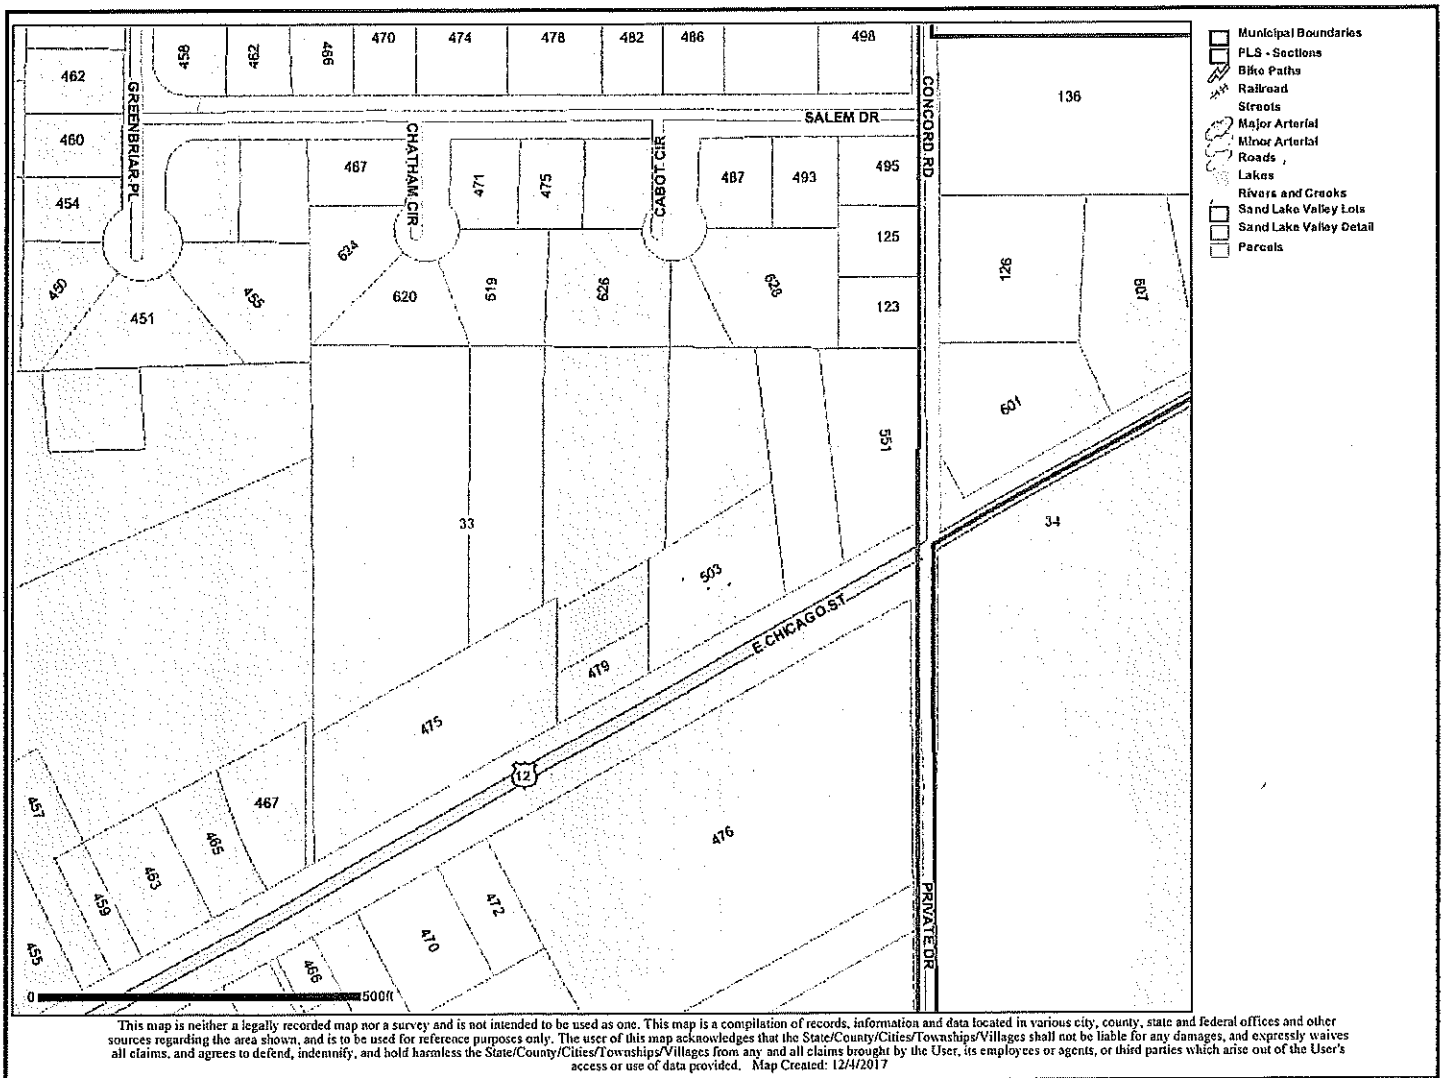 458
462
466
470
474
478
482
486
498
462
GREENBRIAR PL
CONCORD RD
136
460
SALEM DR
CHATHAM CIR
467
471
475
CABOT CIR
487
493
495
454
624
125
126
507
450
455
451
620
619
626
628
123
601
551
33
34
503
E CHICAGO ST
479
475
12
476
457
467
465
463
459
455
472
470
466
PRIVATE DR
0
500ft
Municipal Boundaries
PLS - Sections
Bike Paths
Railroad
Streets
Major Arterial
Minor Arterial
Roads
Lakes
Rivers and Creeks
Sand Lake Valley Lots
Sand Lake Valley Detail
Parcels
This map is neither a legally recorded map nor a survey and is not intended to be used as one. This map is a compilation of records, information and data located in various city, county, state and federal offices and other
sources regarding the area shown, and is to be used for reference purposes only. The user of this map acknowledges that the State/County/Cities/Townships/Villages shall not be liable for any damages, and expressly waives
all claims, and agrees to defend, indemnify, and hold harmless the State/County/Cities/Townships/Villages from any and all claims brought by the User, its employees or agents, or third parties which arise out of the User's
access or use of data provided. Map Created: 12/4/2017